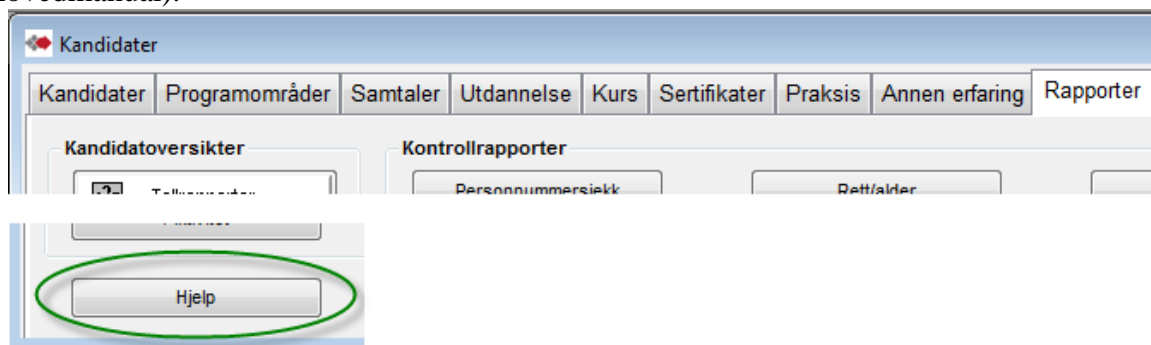 Kandidater
Kandidater Programområder Samtaler Utdannelse Kurs Sertifikater Praksis Annen erfaring Rapporter
Kandidatoversikter Kontrollrapporter
Personnummersjekk Rett/alder
Hjelp